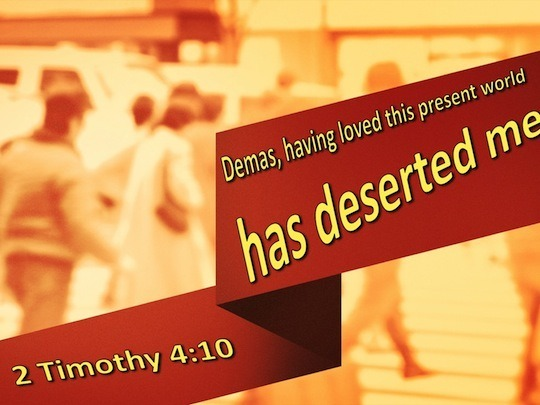 Demas, having loved this present world
has deserted me
2 Timothy 4:10